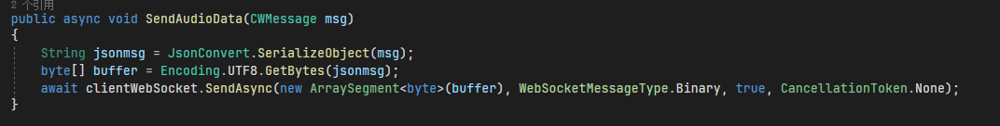 2 个引用
public async void SendAudioData(CWMessage msg)
{
String jsonmsg = JsonConvert.SerializeObject(msg);
byte[] buffer = Encoding.UTF8.GetBytes(jsonmsg);
await clientWebSocket.SendAsync(new ArraySegment<byte>(buffer), WebSocketMessageType.Binary, true, CancellationToken.None);
}